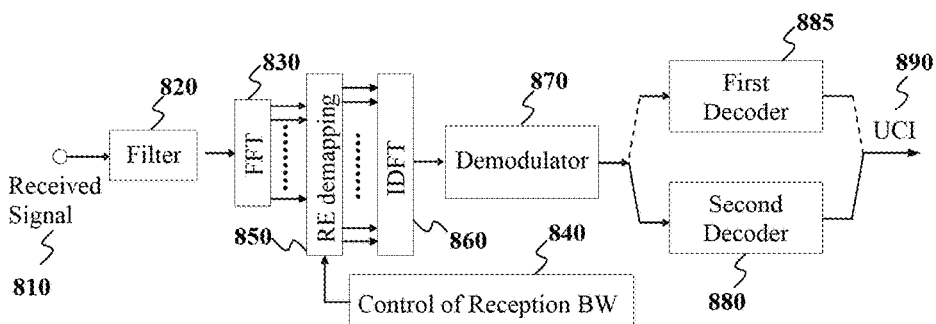 885
First
Decoder
890
UCI
830
820
870
Filter
FFT
RE demapping
IDFT
Demodulator
Received
Signal
810
850
860
840
Control of Reception BW
Second
Decoder
880